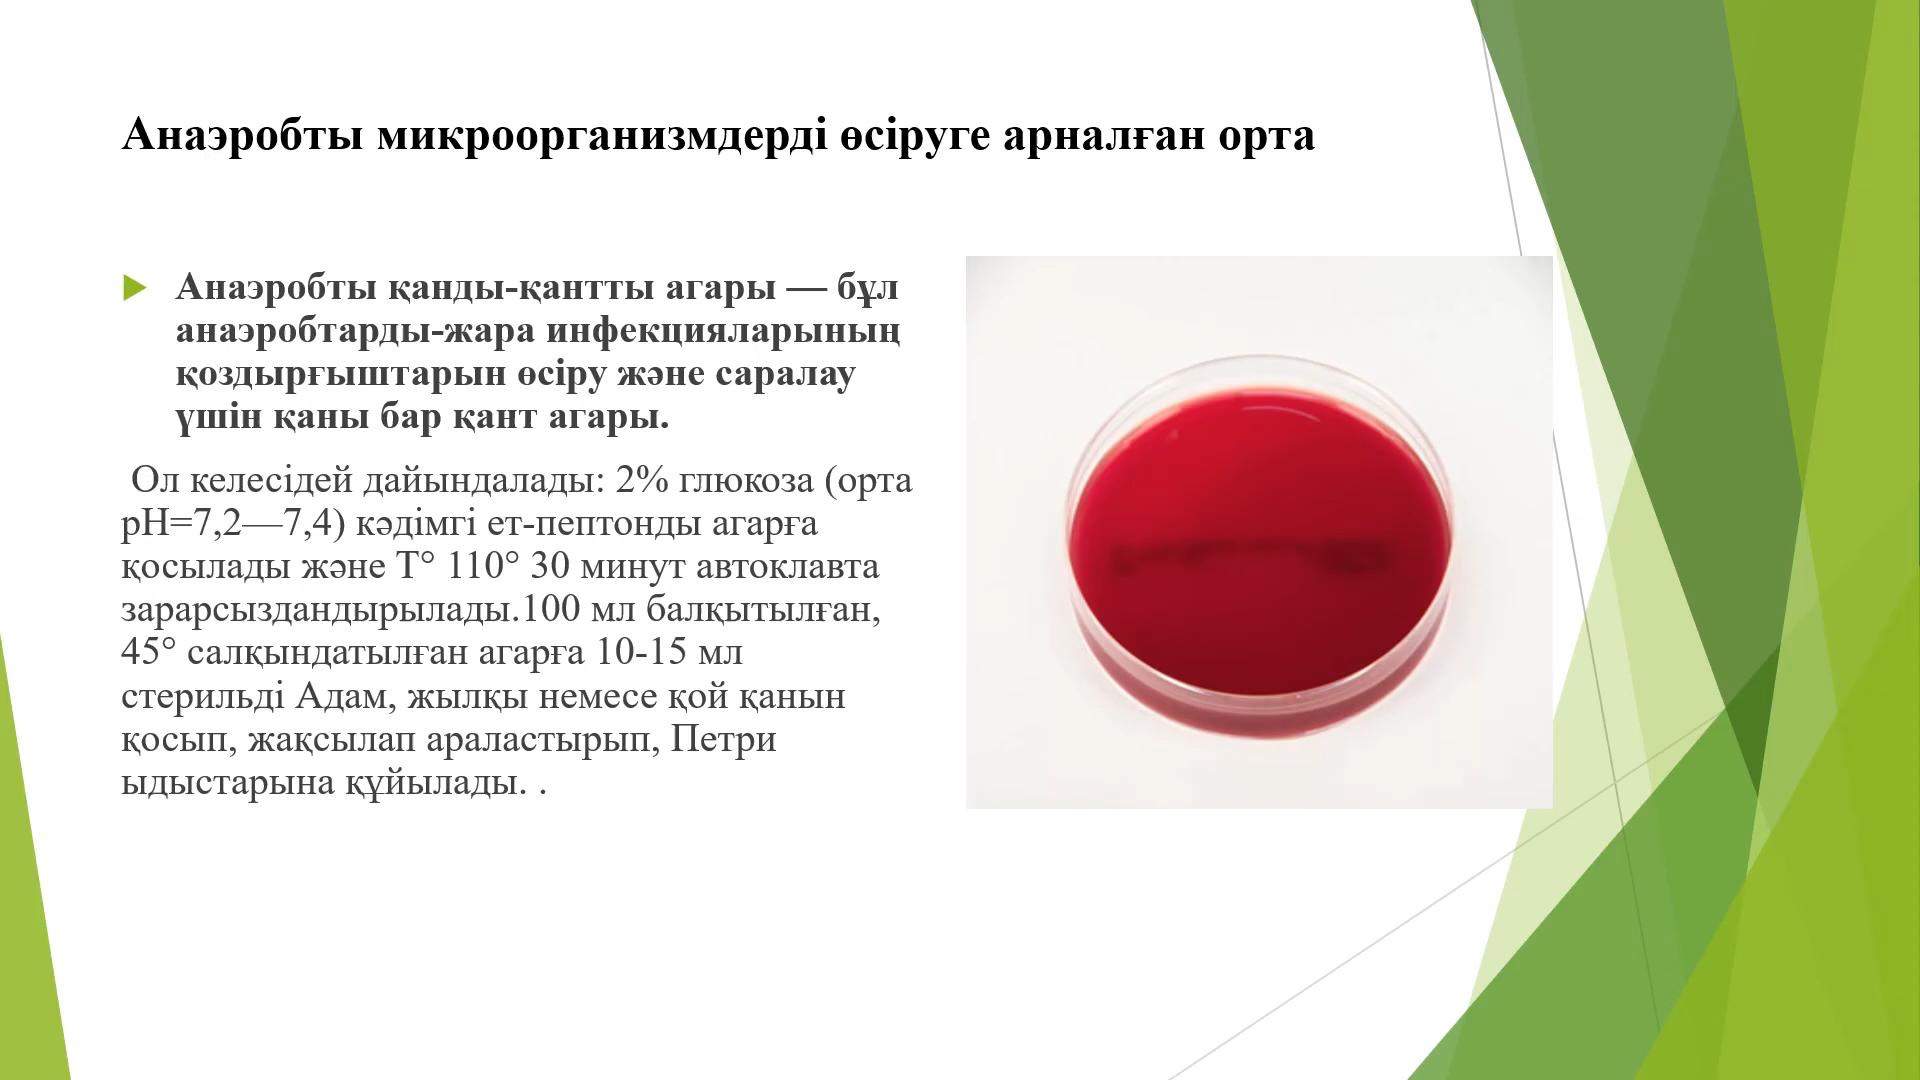 Анаэробты микроорганизмдерді өсіруге арналған орта
Анаэробты қанды-қантты агары — бұл
анаэробтарды-жара инфекцияларының
қоздырғыштарын өсіру және саралау
үшін қаны бар қант агары.
Ол келесідей дайындалады: 2% глюкоза (орта
рН=7,2—7,4) кәдімгі ет-пептонды агарға
қосылады және Т° 110° 30 минут автоклавта
зарарсыздандырылады.100 мл балқытылған,
45° салқындатылған агарға 10-15 мл
стерильді Адам, жылқы немесе қой қанын
қосып, жақсылап араластырып, Петри
ыдыстарына құйылады. .